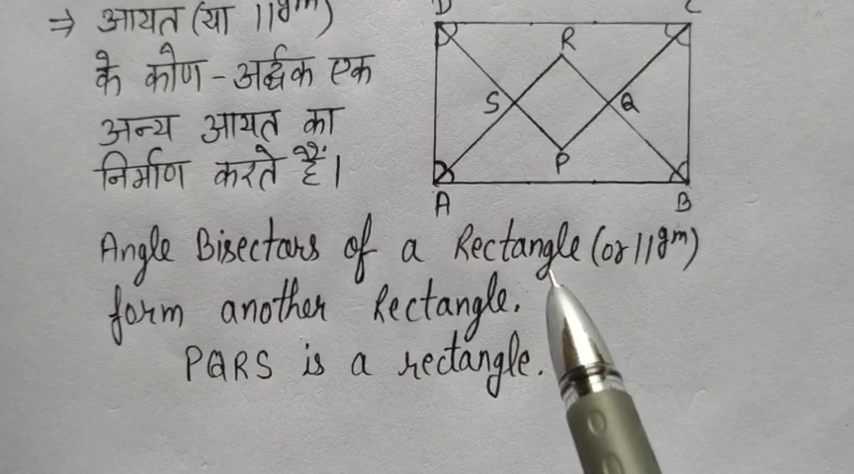 D C
⇒ आयत (या ||gm)
के कोण - अर्द्धक एक
अन्य आयत का
निर्माण करते हैं।
R
S Q
P
A B
Angle Bisectors of a Rectangle (or ||gm)
form another Rectangle.
PQRS is a rectangle.